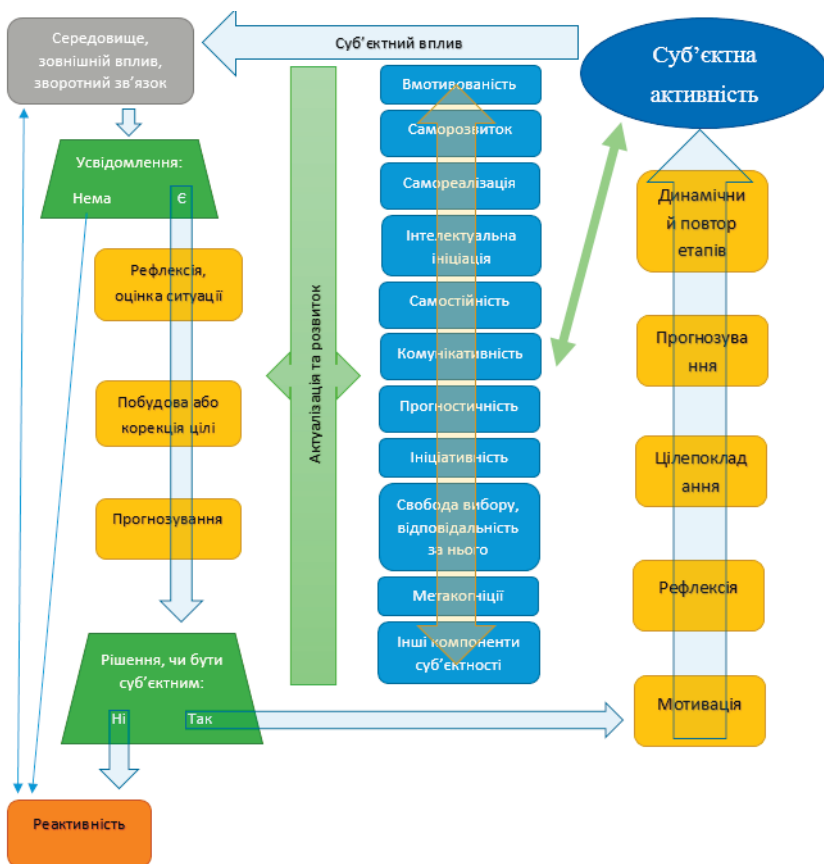 Середовище,
зовнішній вплив,
зворотний зв’язок
Суб’єктний вплив
Суб’єктна
активність
Усвідомлення:
Нема Є
Рефлексія,
оцінка ситуації
Побудова або
корекція цілі
Прогнозування
Рішення, чи бути
суб’єктним:
Ні Так
Реактивність
Актуалізація та розвиток
Вмотивованість
Саморозвиток
Самореалізація
Інтелектуальна
ініціація
Самостійність
Комунікативність
Прогностичність
Ініціативність
Свобода вибору,
відповідальність
за нього
Метакогніції
Інші компоненти
суб’єктності
Динамічни
й повтор
етапів
Прогнозува
ння
Цілепоклад
ання
Рефлексія
Мотивація